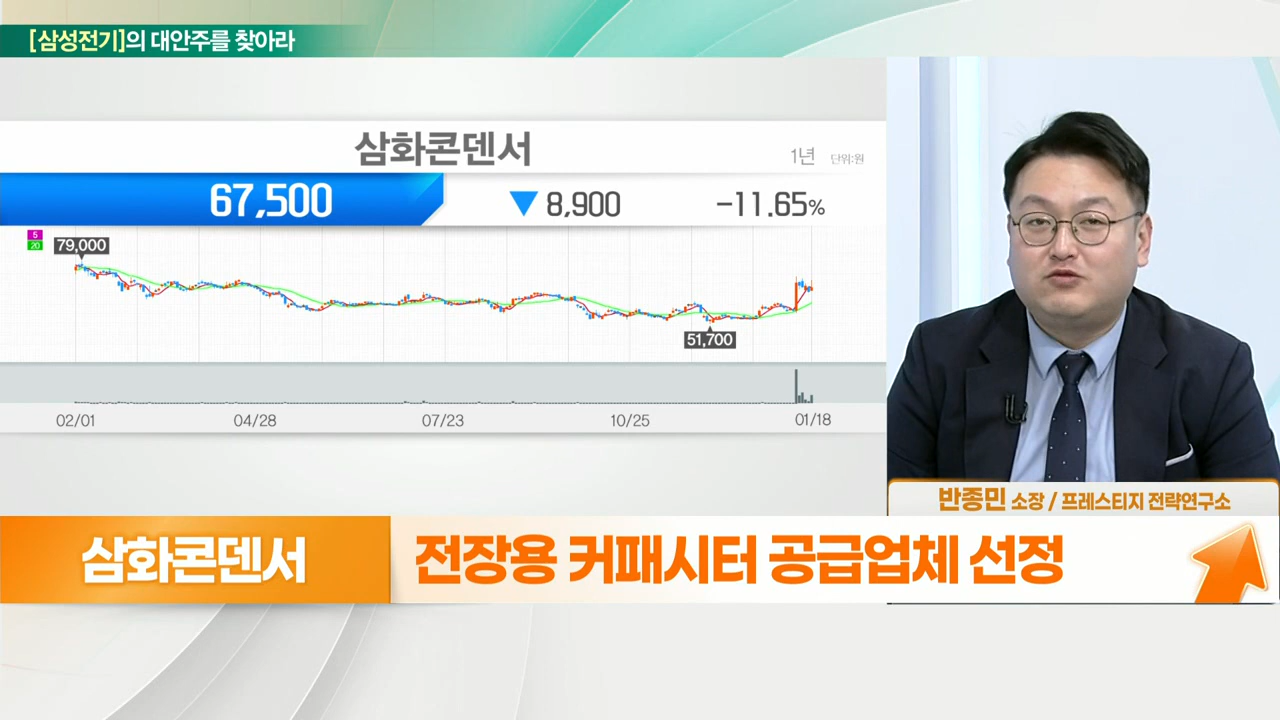 [삼성전기]의 대안주를 찾아라
삼화콘덴서
1년 단위:원
67,500 ▼ 8,900 -11.65%
5
20
79,000
51,700
02/01 04/28 07/23 10/25 01/18
반종민 소장 / 프레스티지 전략연구소
삼화콘덴서 전장용 커패시터 공급업체 선정